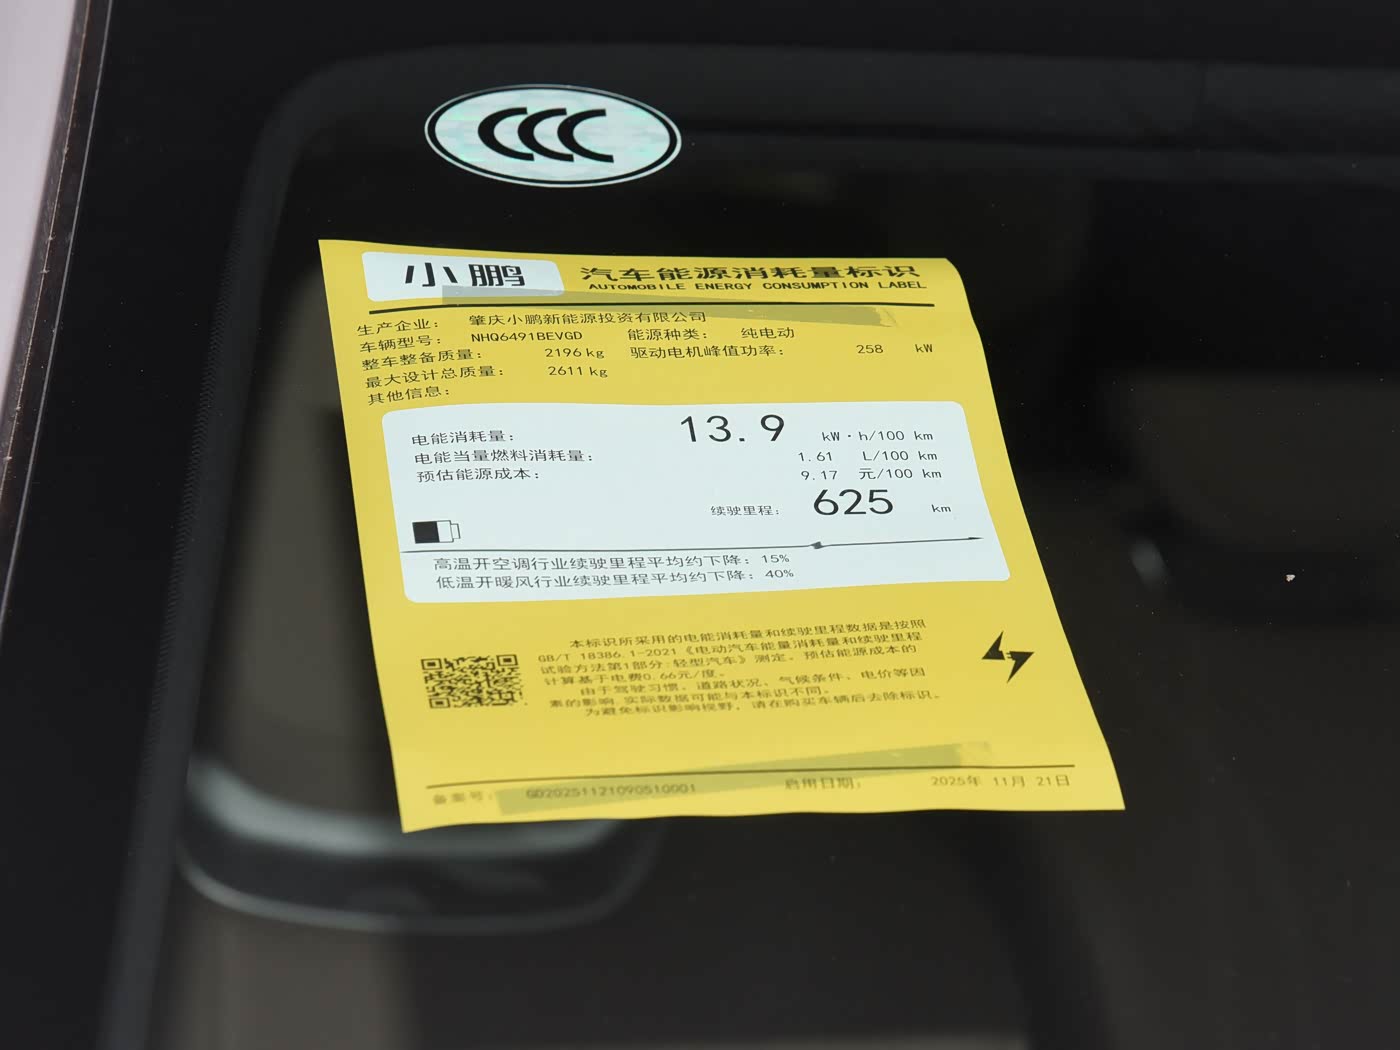 CCC
小鹏
汽车能源消耗量标识
AUTOMOBILE ENERGY CONSUMPTION LABEL
生产企业： 肇庆小鹏新能源投资有限公司
车辆型号： NHQ6491BEVGD 能源种类： 纯电动
整车整备质量： 2196 kg 驱动电机峰值功率： 258 kW
最大设计总质量： 2611 kg
其他信息：
电能消耗量： 13.9 kW·h/100 km
电能当量燃料消耗量： 1.61 L/100 km
预估能源成本： 9.17 元/100 km
续驶里程： 625 km
高温开空调行业续驶里程平均约下降：15%
低温开暖风行业续驶里程平均约下降：40%
本标识所采用的电能消耗量和续驶里程数据是按照
GB/T 18386.1-2021《电动汽车能量消耗量和续驶里程
试验方法第1部分:轻型汽车》测定。预估能源成本的
计算基于电费0.66元/度。
由于驾驶习惯、道路状况、气候条件、电价等因
素的影响,实际数据可能与本标识不同。
为避免标识影响视野，请在购买车辆后去除标识。
备案号： GD20251121090510001 启用日期： 2025年 11月 21日